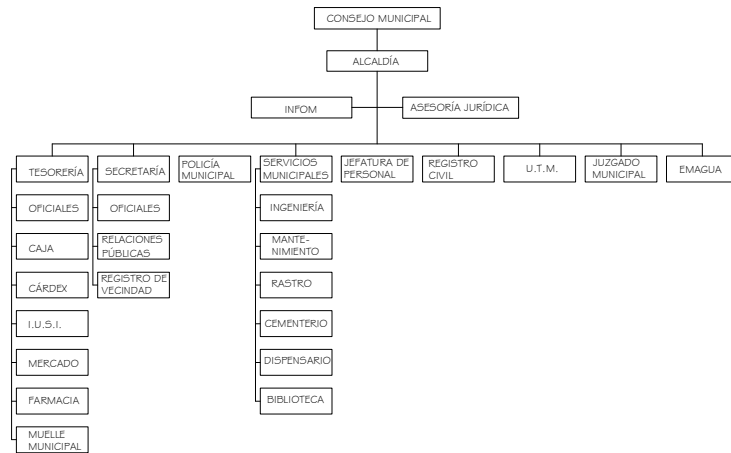 CONSEJO MUNICIPAL
ALCALDÍA
INFOM
ASESORÍA JURÍDICA
TESORERÍA
SECRETARÍA
POLICÍA
MUNICIPAL
SERVICIOS
MUNICIPALES
JEFATURA DE
PERSONAL
REGISTRO
CIVIL
U.T.M.
JUZGADO
MUNICIPAL
EMAGUA
OFICIALES
CAJA
CÁRDEX
I.U.S.I.
MERCADO
FARMACIA
MUELLE
MUNICIPAL
OFICIALES
RELACIONES
PÚBLICAS
REGISTRO DE
VECINDAD
INGENIERÍA
MANTE-
NIMIENTO
RASTRO
CEMENTERIO
DISPENSARIO
BIBLIOTECA